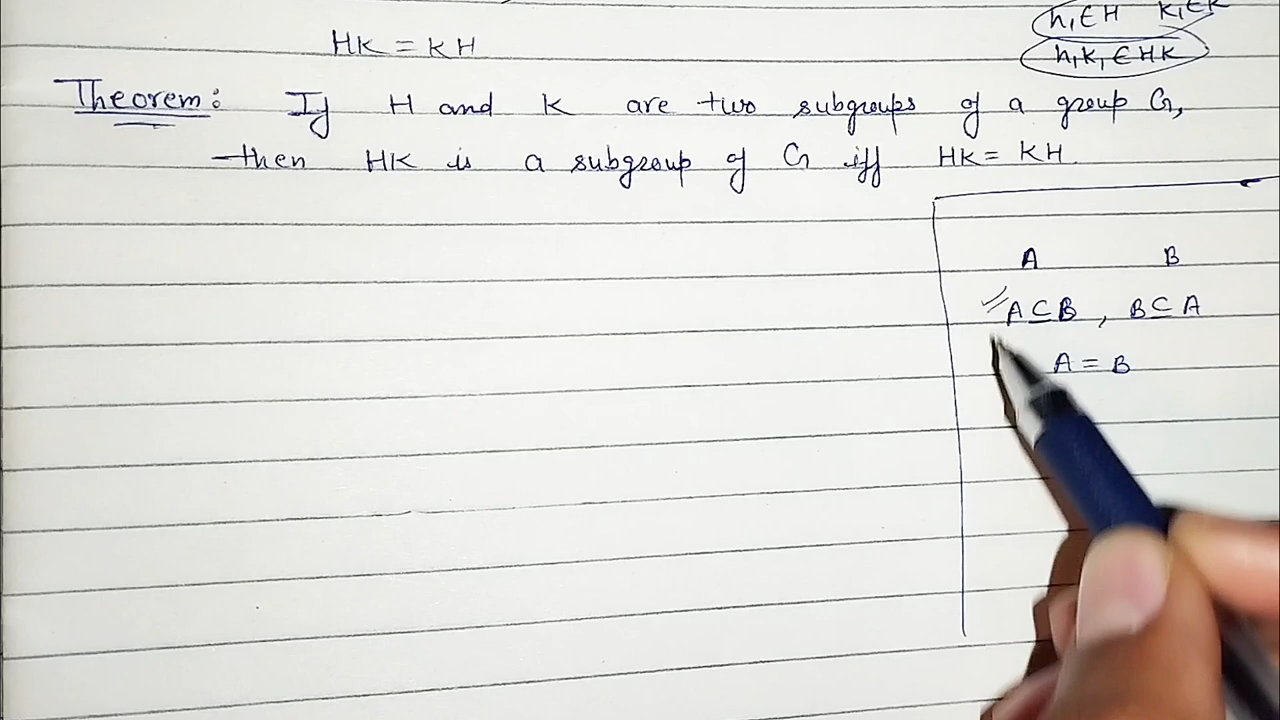 h₁∈H K₁∈K
HK = KH
h₁K₁∈HK
Theorem: If H and K are two subgroups of a group G,
then HK is a subgroup of G iff HK = KH.
A B
A⊆B , B⊆A
A = B